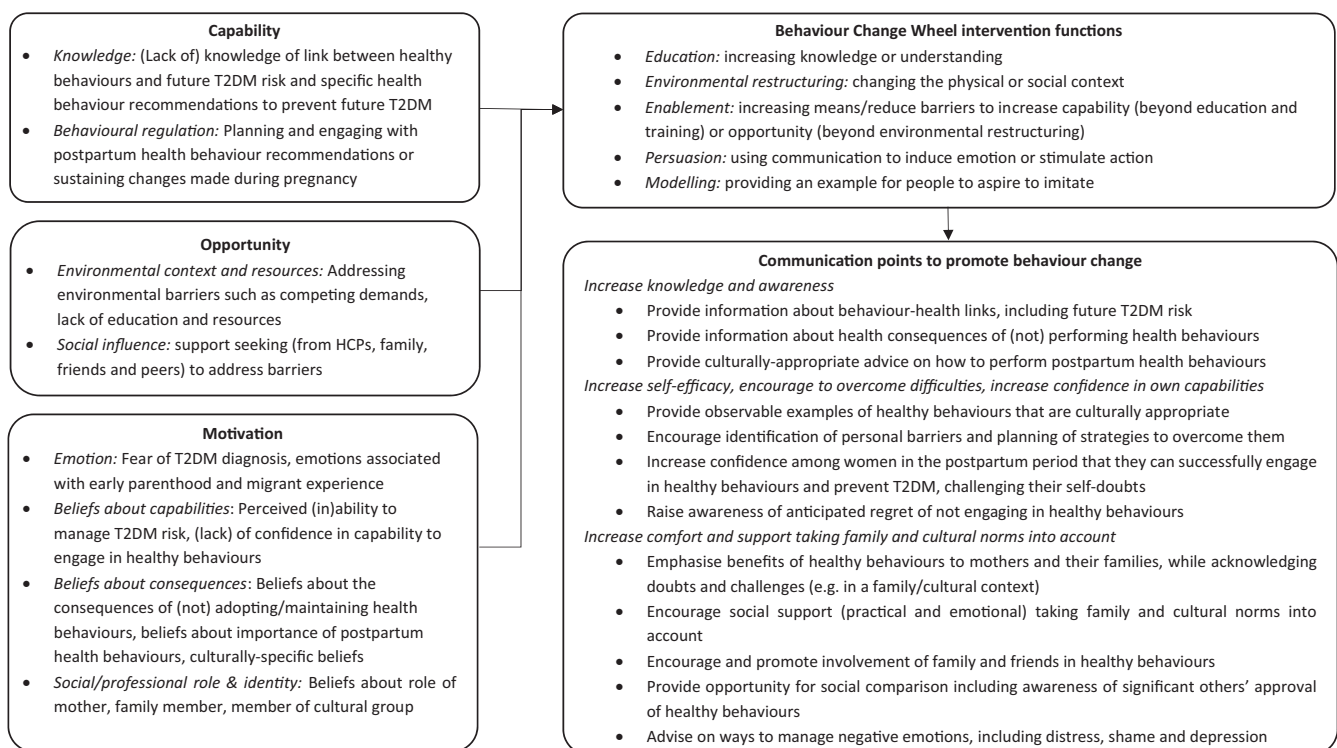 Capability
• Knowledge: (Lack of) knowledge of link between healthy
behaviours and future T2DM risk and specific health
behaviour recommendations to prevent future T2DM
• Behavioural regulation: Planning and engaging with
postpartum health behaviour recommendations or
sustaining changes made during pregnancy
Opportunity
• Environmental context and resources: Addressing
environmental barriers such as competing demands,
lack of education and resources
• Social influence: support seeking (from HCPs, family,
friends and peers) to address barriers
Motivation
• Emotion: Fear of T2DM diagnosis, emotions associated
with early parenthood and migrant experience
• Beliefs about capabilities: Perceived (in)ability to
manage T2DM risk, (lack of) confidence in capability to
engage in healthy behaviours
• Beliefs about consequences: Beliefs about the
consequences of (not) adopting/maintaining health
behaviours, beliefs about importance of postpartum
health behaviours, culturally-specific beliefs
• Social/professional role & identity: Beliefs about role of
mother, family member, member of cultural group
Behaviour Change Wheel intervention functions
• Education: increasing knowledge or understanding
• Environmental restructuring: changing the physical or social context
• Enablement: increasing means/reduce barriers to increase capability (beyond education and
training) or opportunity (beyond environmental restructuring)
• Persuasion: using communication to induce emotion or stimulate action
• Modelling: providing an example for people to aspire to imitate
Communication points to promote behaviour change
Increase knowledge and awareness
• Provide information about behaviour-health links, including future T2DM risk
• Provide information about health consequences of (not) performing health behaviours
• Provide culturally-appropriate advice on how to perform postpartum health behaviours
Increase self-efficacy, encourage to overcome difficulties, increase confidence in own capabilities
• Provide observable examples of healthy behaviours that are culturally appropriate
• Encourage identification of personal barriers and planning of strategies to overcome them
• Increase confidence among women in the postpartum period that they can successfully engage
in healthy behaviours and prevent T2DM, challenging their self-doubts
• Raise awareness of anticipated regret of not engaging in healthy behaviours
Increase comfort and support taking family and cultural norms into account
• Emphasise benefits of healthy behaviours to mothers and their families, while acknowledging
doubts and challenges (e.g. in a family/cultural context)
• Encourage social support (practical and emotional) taking family and cultural norms into
account
• Encourage and promote involvement of family and friends in healthy behaviours
• Provide opportunity for social comparison including awareness of significant others' approval
of healthy behaviours
• Advise on ways to manage negative emotions, including distress, shame and depression